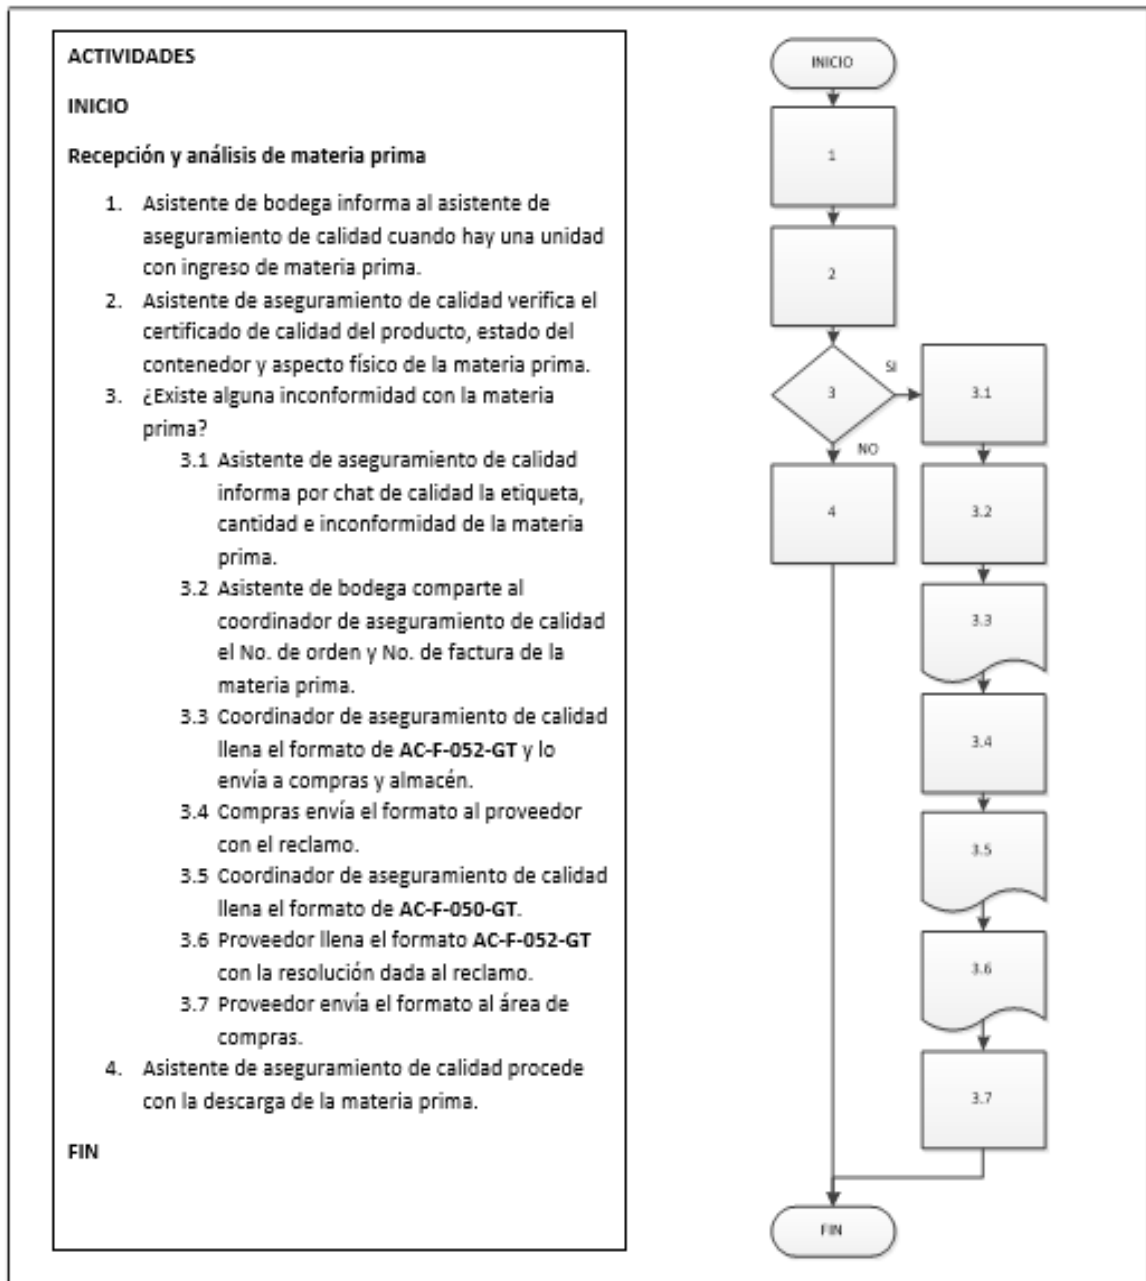 ACTIVIDADES
INICIO
Recepción y análisis de materia prima
1. Asistente de bodega informa al asistente de
aseguramiento de calidad cuando hay una unidad
con ingreso de materia prima.
2. Asistente de aseguramiento de calidad verifica el
certificado de calidad del producto, estado del
contenedor y aspecto físico de la materia prima.
3. ¿Existe alguna inconformidad con la materia
prima?
3.1 Asistente de aseguramiento de calidad
informa por chat de calidad la etiqueta,
cantidad e inconformidad de la materia
prima.
3.2 Asistente de bodega comparte al
coordinador de aseguramiento de calidad
el No. de orden y No. de factura de la
materia prima.
3.3 Coordinador de aseguramiento de calidad
llena el formato de AC-F-052-GT y lo
envía a compras y almacén.
3.4 Compras envía el formato al proveedor
con el reclamo.
3.5 Coordinador de aseguramiento de calidad
llena el formato de AC-F-050-GT.
3.6 Proveedor llena el formato AC-F-052-GT
con la resolución dada al reclamo.
3.7 Proveedor envía el formato al área de
compras.
4. Asistente de aseguramiento de calidad procede
con la descarga de la materia prima.
FIN
INICIO
1
2
3
SI
3.1
NO
4
3.2
3.3
3.4
3.5
3.6
3.7
FIN